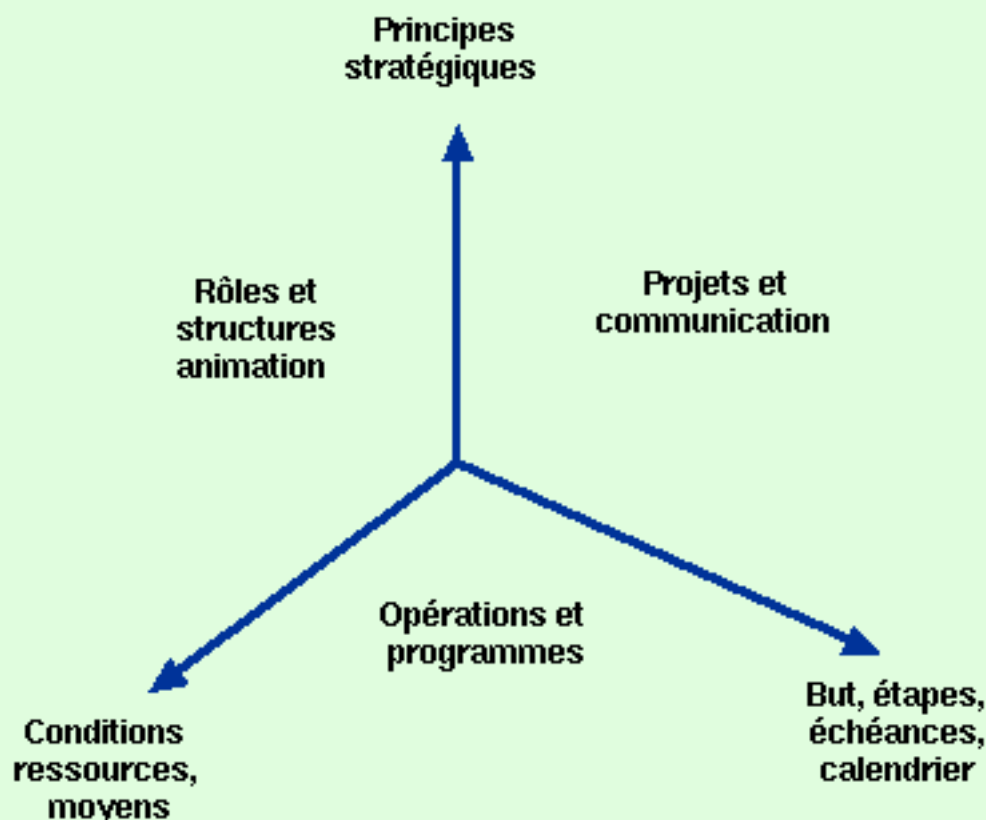 Principes
stratégiques
Rôles et
structures
animation
Projets et
communication
Opérations et
programmes
Conditions
ressources,
moyens
But, étapes,
échéances,
calendrier